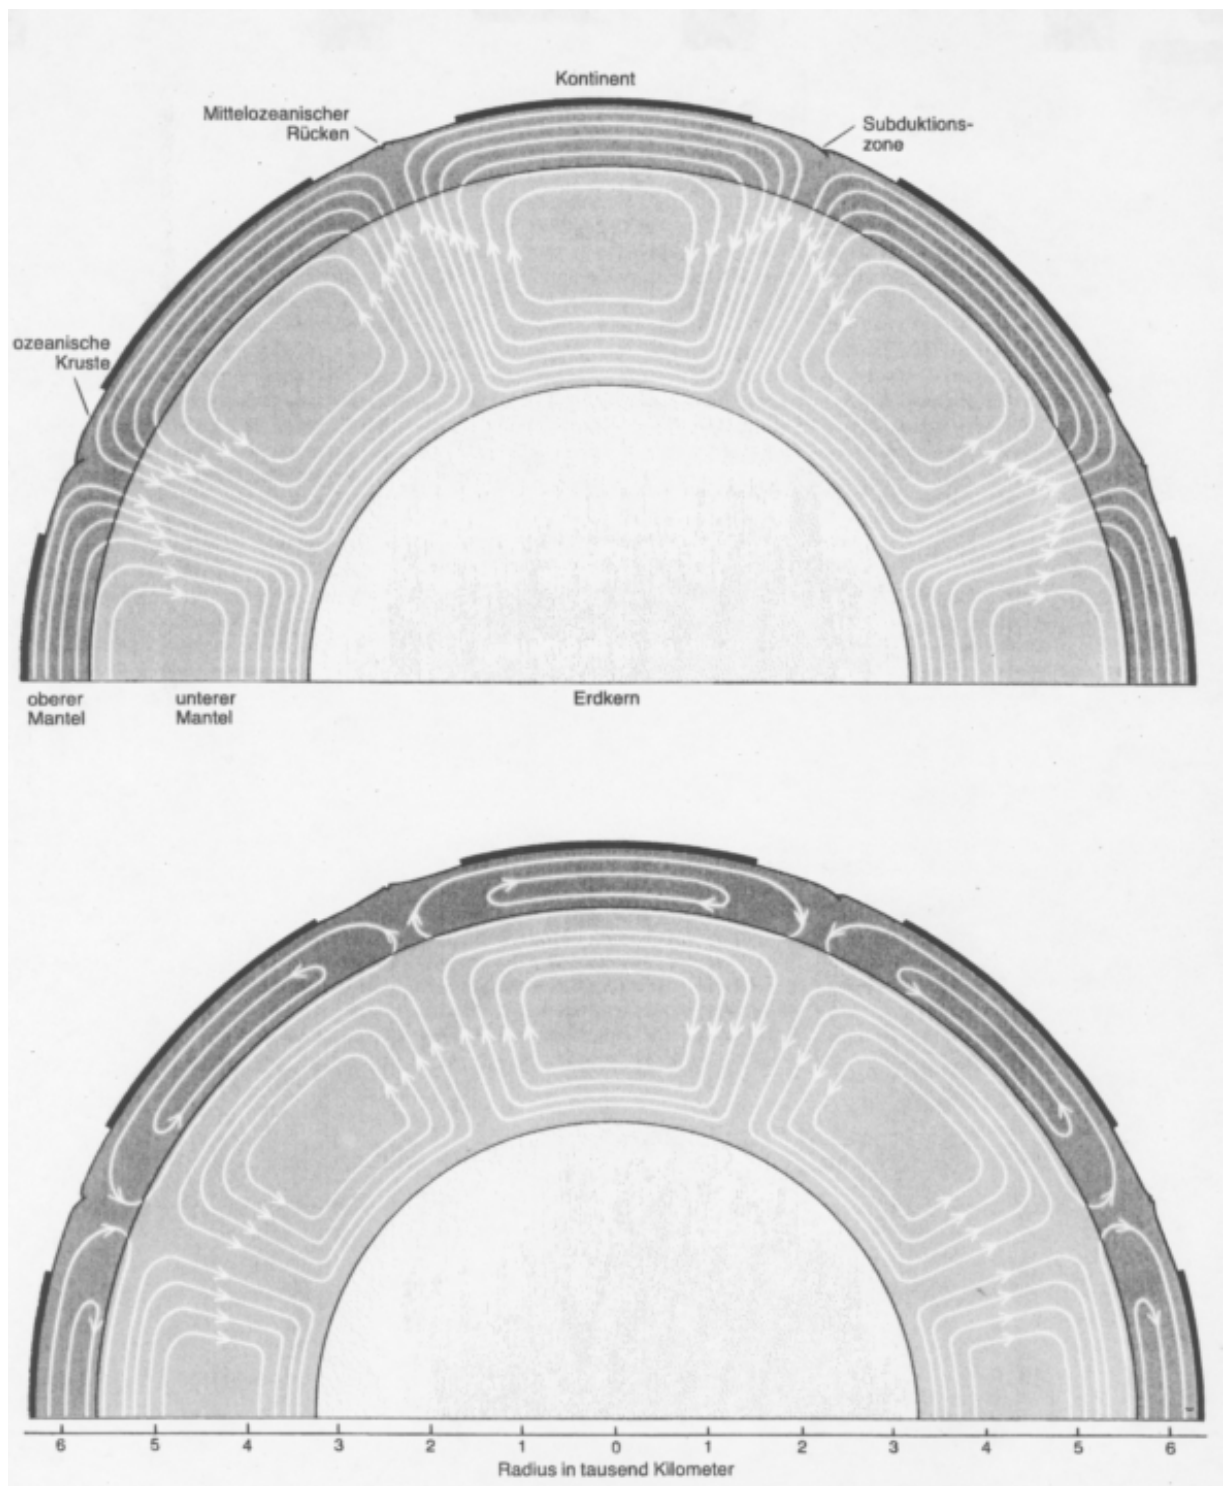 Kontinent
Mittelozeanischer
Rücken
Subduktions-
zone
ozeanische
Kruste
oberer
Mantel
unterer
Mantel
Erdkern
6 5 4 3 2 1 0 1 2 3 4 5 6
Radius in tausend Kilometer